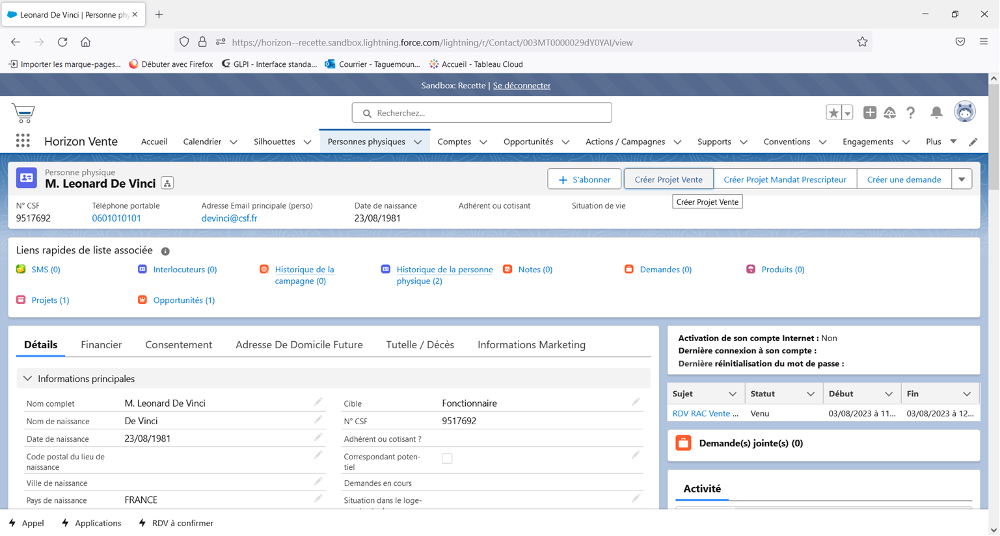 Leonard De Vinci | Personne phy
https://horizon--recette.sandbox.lightning.force.com/lightning/r/Contact/003MT0000029dY0YAI/view
Importer les marque-pages... Débuter avec Firefox GLPI - Interface standa... Courrier - Taguemoun... Accueil - Tableau Cloud
Sandbox: Recette | Se déconnecter
Recherchez...
Horizon Vente Accueil Calendrier Silhouettes Personnes physiques Comptes Opportunités Actions / Campagnes Supports Conventions Engagements Plus
Personne physique
M. Leonard De Vinci
S'abonner Créer Projet Vente Créer Projet Mandat Prescripteur Créer une demande
Créer Projet Vente
N° CSF Téléphone portable Adresse Email principale (perso) Date de naissance Adhérent ou cotisant Situation de vie
9517692 0601010101 devinci@csf.fr 23/08/1981
Liens rapides de liste associée
SMS (0) Interlocuteurs (0) Historique de la campagne (0) Historique de la personne physique (2) Notes (0) Demandes (0) Produits (0)
Projets (1) Opportunités (1)
Détails Financier Consentement Adresse De Domicile Future Tutelle / Décès Informations Marketing
Informations principales
Nom complet M. Leonard De Vinci
Nom de naissance De Vinci
Date de naissance 23/08/1981
Code postal du lieu de
naissance
Ville de naissance
Pays de naissance FRANCE
Cible Fonctionnaire
N° CSF 9517692
Adhérent ou cotisant ?
Correspondant poten-
tiel
Demandes en cours
Situation dans le loge-
Activation de son compte Internet : Non
Dernière connexion à son compte :
Dernière réinitialisation du mot de passe :
Sujet Statut Début Fin
RDV RAC Vente ... Venu 03/08/2023 à 11... 03/08/2023 à 12...
Demande(s) jointe(s) (0)
Activité
Appel Applications RDV à confirmer